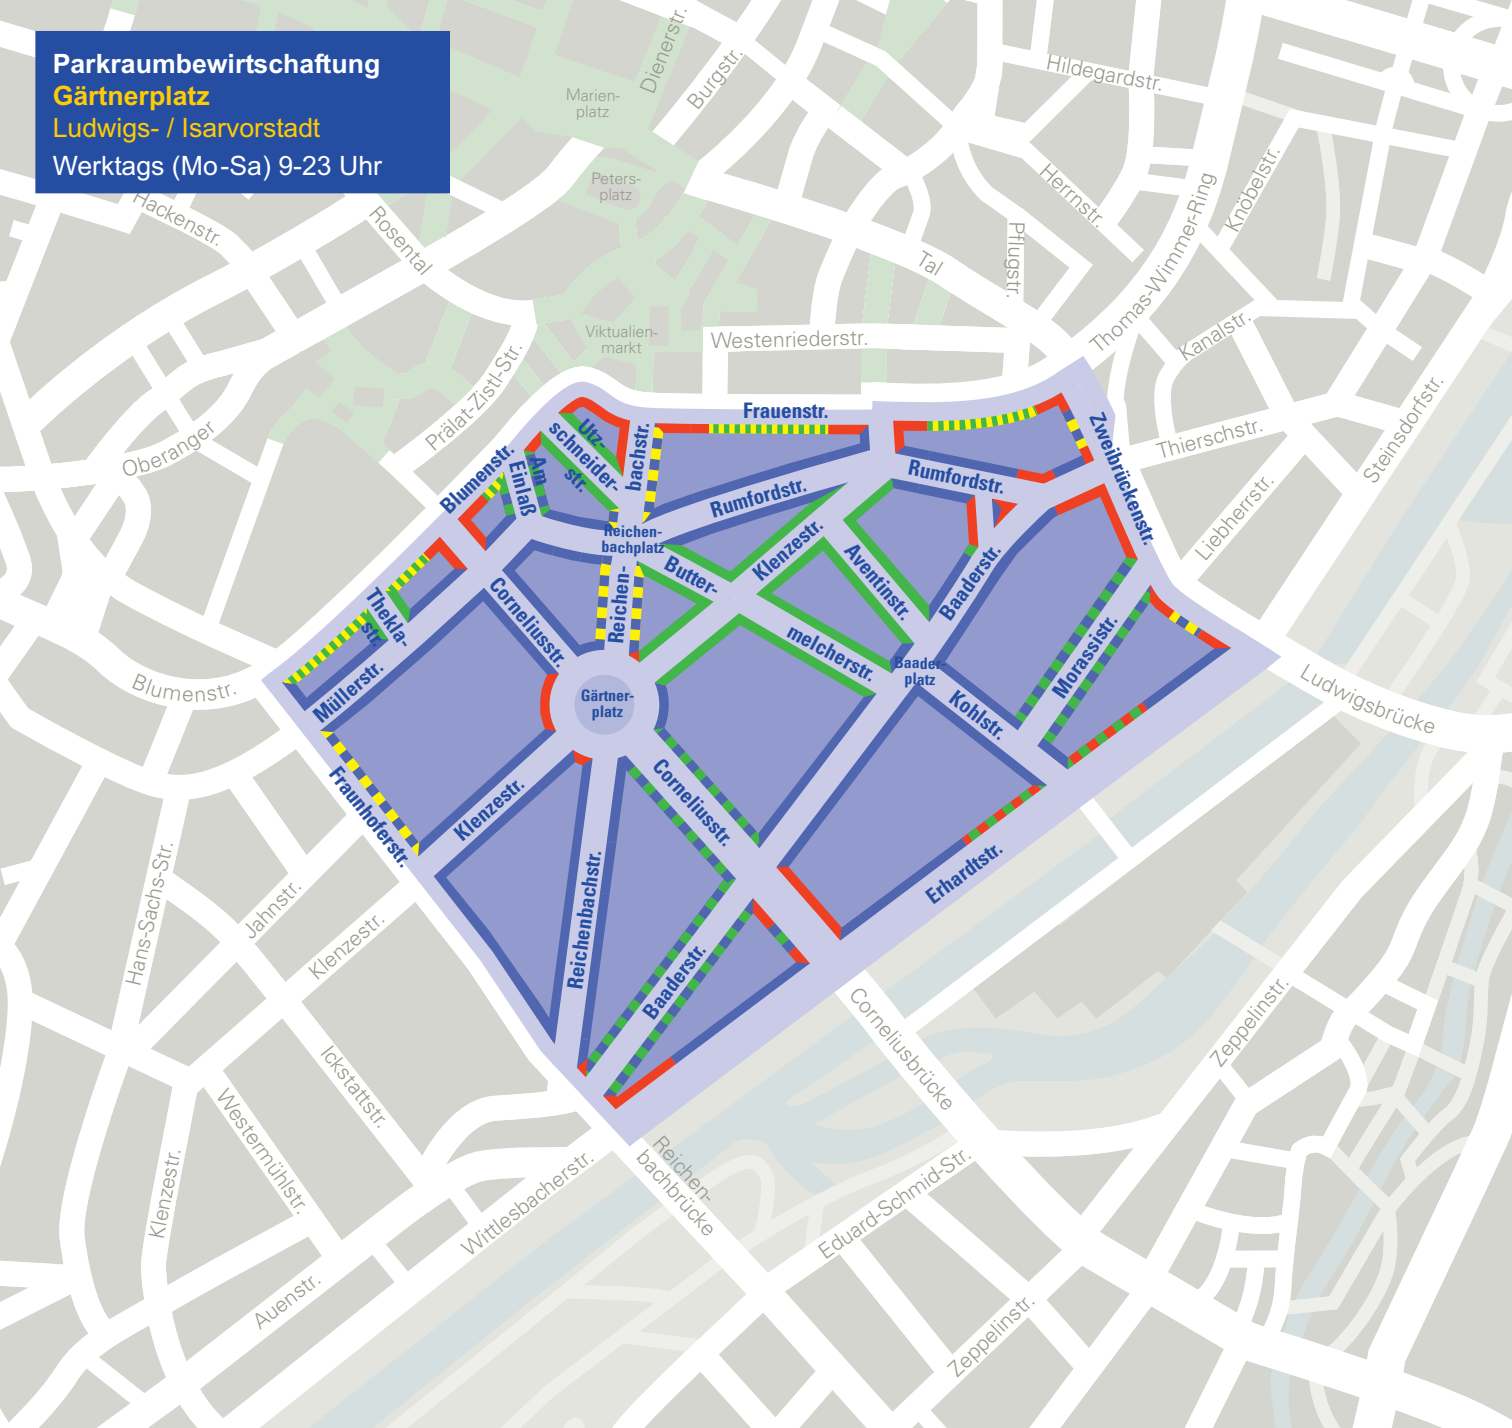 Parkraumbewirtschaftung
Gärtnerplatz
Ludwigs- / Isarvorstadt
Werktags (Mo-Sa) 9-23 Uhr
Dienerstr.
Burgstr.
Hildegardstr.
Marien-
platz
Peters-
platz
Herrnstr.
Knöbelstr.
Hackenstr.
Rosental
Tal
Pflugstr.
Thomas-Wimmer-Ring
Viktualien-
markt
Westenriederstr.
Kanalstr.
Prälat-Zistl-Str.
Oberanger
Thierschstr.
Steinsdorfstr.
Liebherrstr.
Frauenstr.
Zweibrückenstr.
Utz-
schneider-
str.
Blumenstr.
Am
Einlaß
bachstr.
Rumfordstr.
Rumfordstr.
Reichen-
bachplatz
Klenzestr.
Butter-
melcherstr.
Aventinstr.
Baaderstr.
Thekla-
str.
Corneliusstr.
Reichen-
Müllerstr.
Gärtner-
platz
Baader-
platz
Kohlstr.
Morassistr.
Blumenstr.
Ludwigsbrücke
Fraunhoferstr.
Klenzestr.
Corneliusstr.
Reichenbachstr.
Baaderstr.
Erhardtstr.
Hans-Sachs-Str.
Jahnstr.
Klenzestr.
Corneliusbrücke
Zeppelinstr.
Ickstattstr.
Westermühlstr.
Klenzestr.
Wittlesbacherstr.
Reichen-
bachbrücke
Eduard-Schmid-Str.
Auenstr.
Zeppelinstr.